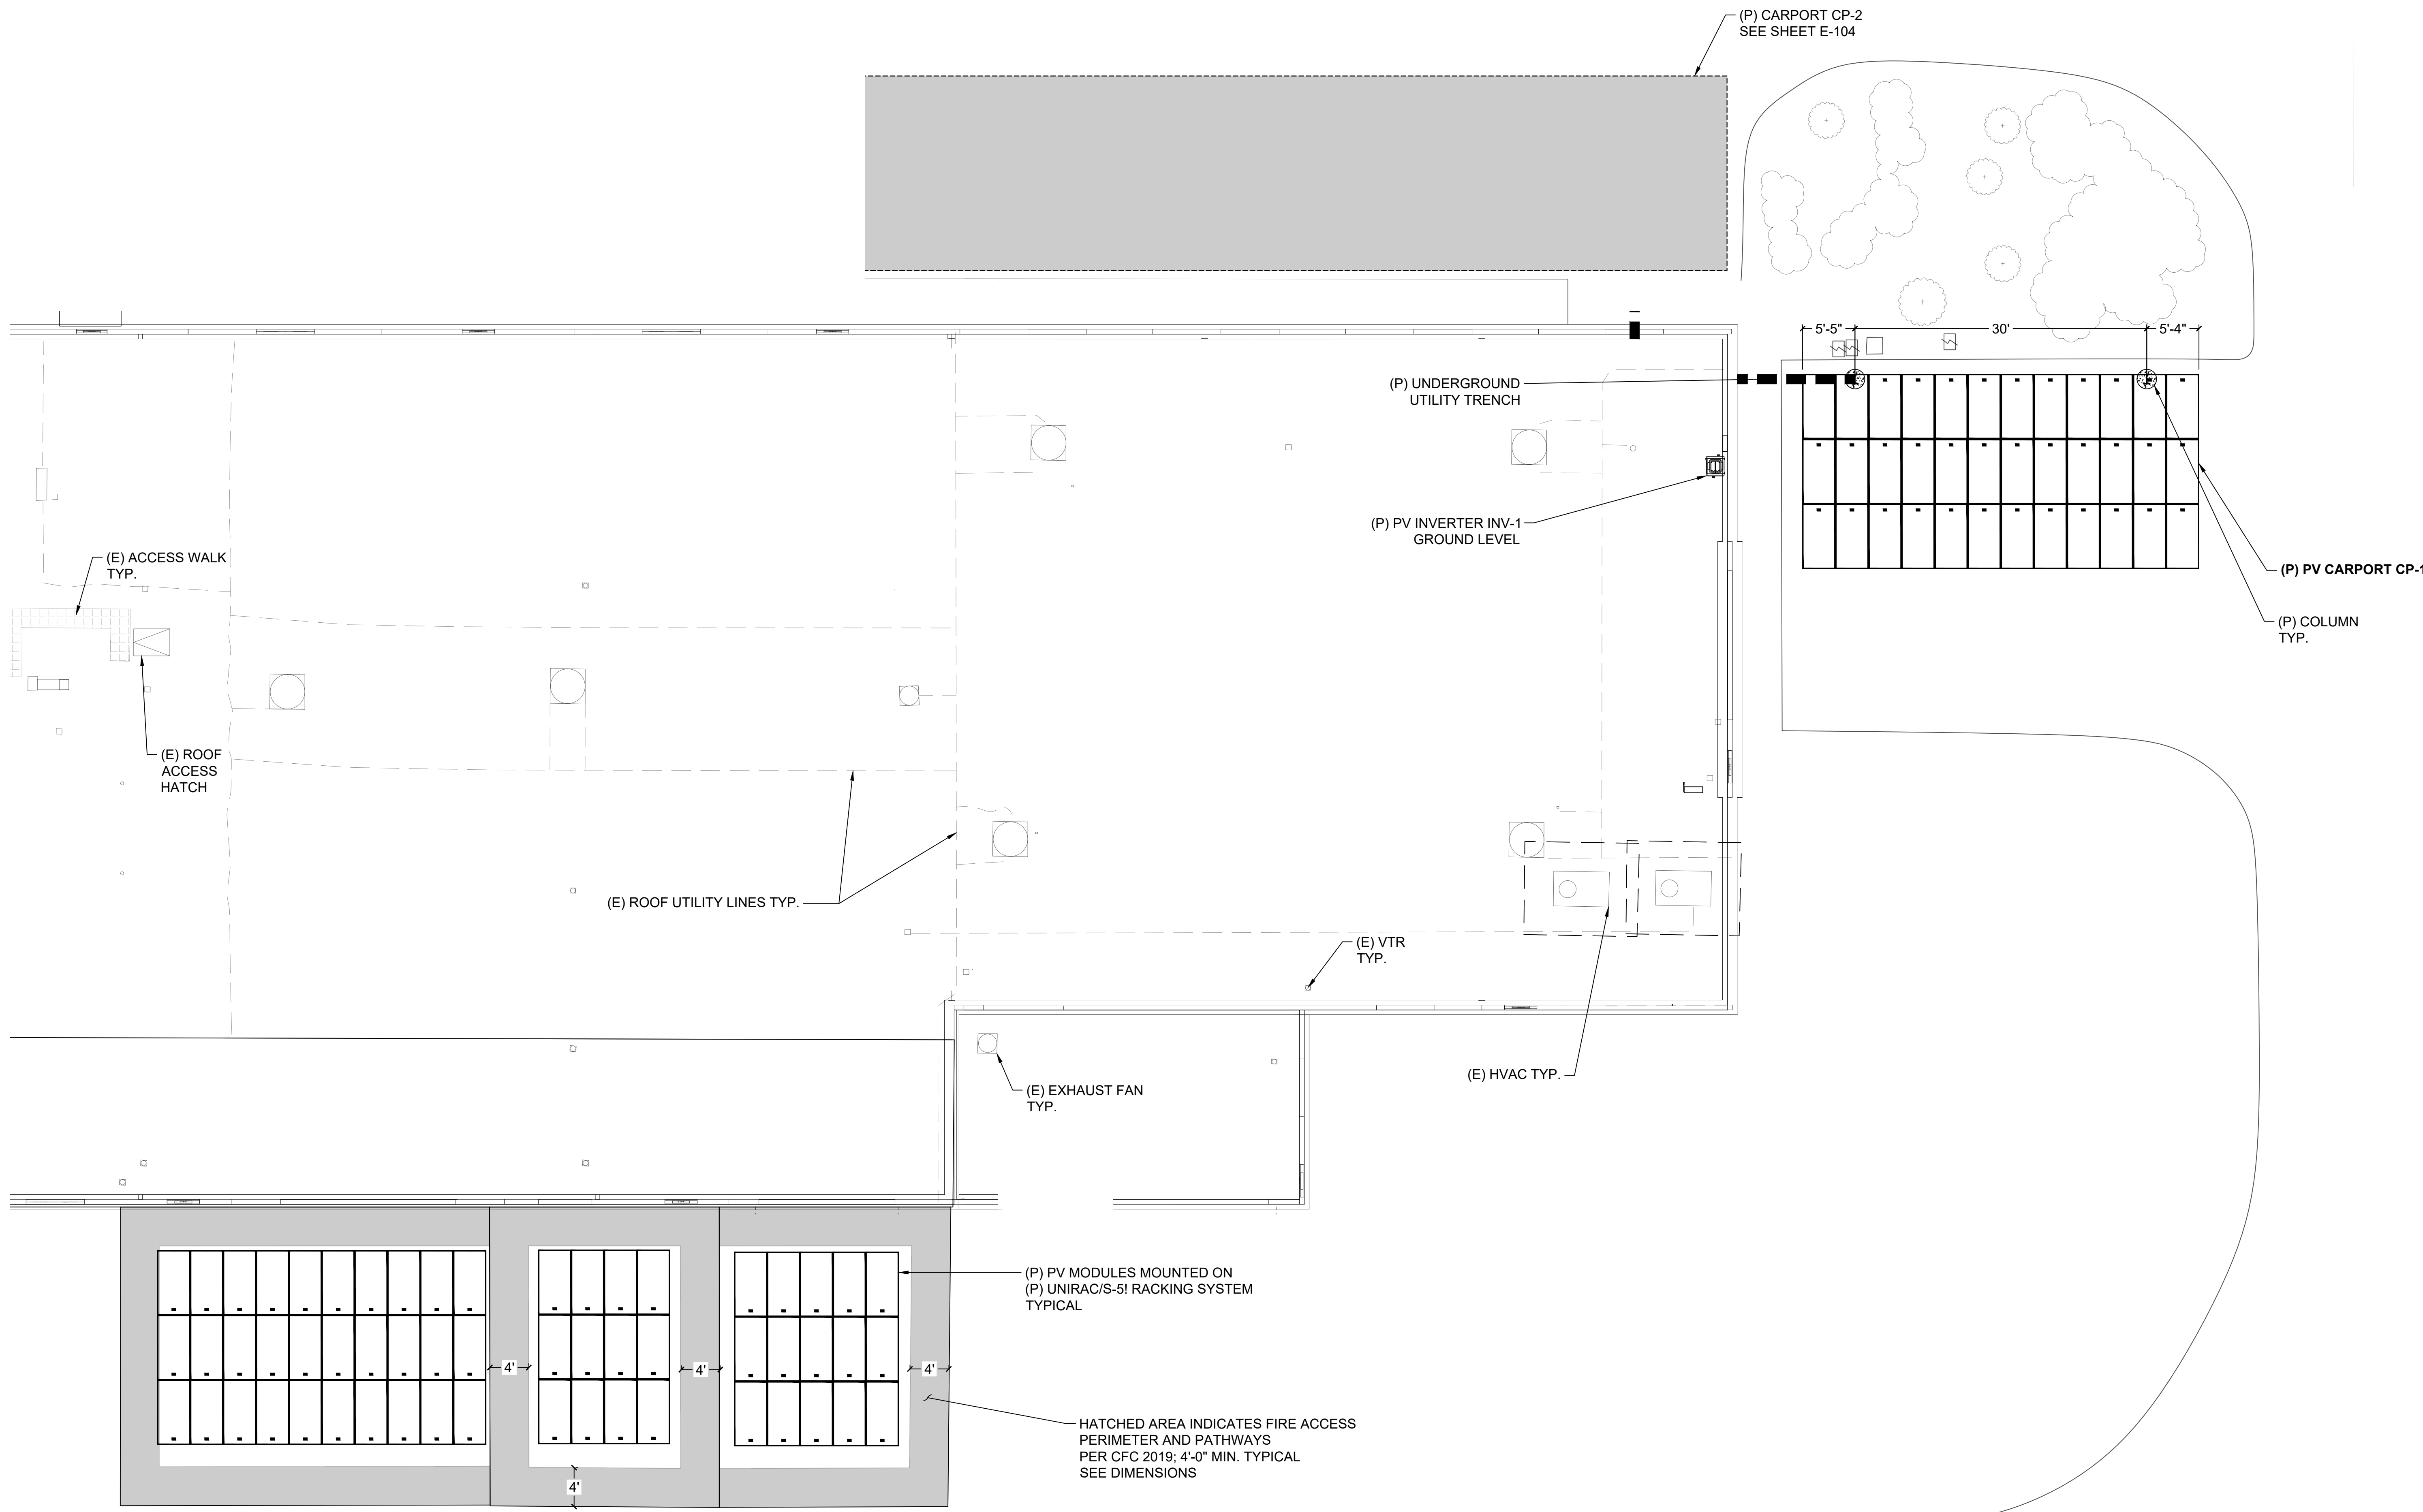 (P) CARPORT CP-2
SEE SHEET E-104
5'-5"
30'
5'-4"
(P) UNDERGROUND
UTILITY TRENCH
(P) PV INVERTER INV-1
GROUND LEVEL
(E) ACCESS WALK
TYP.
(P) PV CARPORT CP-1
(P) COLUMN
TYP.
(E) ROOF
ACCESS
HATCH
(E) ROOF UTILITY LINES TYP.
(E) VTR
TYP.
(E) HVAC TYP.
(E) EXHAUST FAN
TYP.
(P) PV MODULES MOUNTED ON
(P) UNIRAC/S-5! RACKING SYSTEM
TYPICAL
4'
4'
4'
HATCHED AREA INDICATES FIRE ACCESS
PERIMETER AND PATHWAYS
PER CFC 2019; 4'-0" MIN. TYPICAL
SEE DIMENSIONS
4'